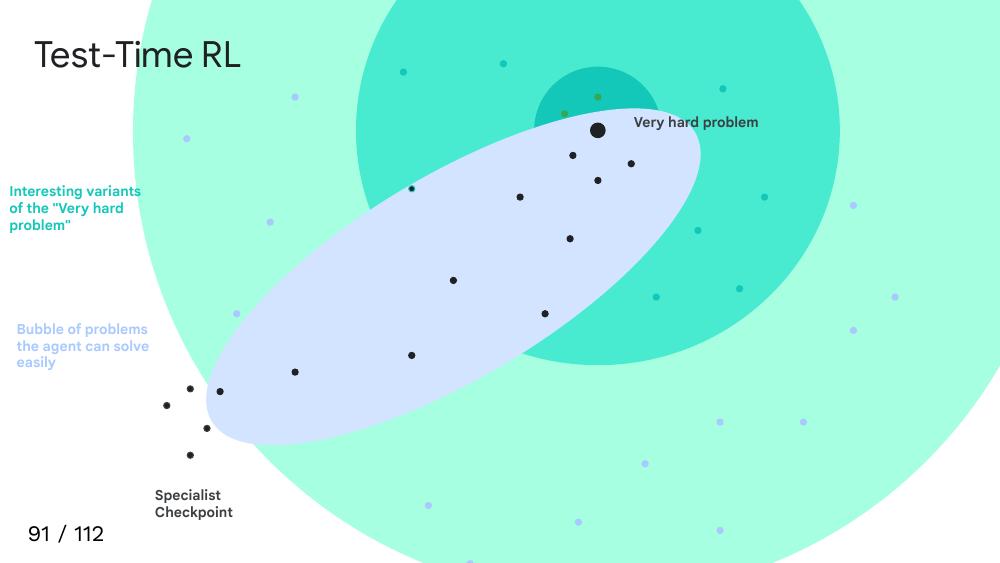 Test-Time RL
Very hard problem
Interesting variants
of the "Very hard
problem"
Bubble of problems
the agent can solve
easily
Specialist
Checkpoint
91 / 112